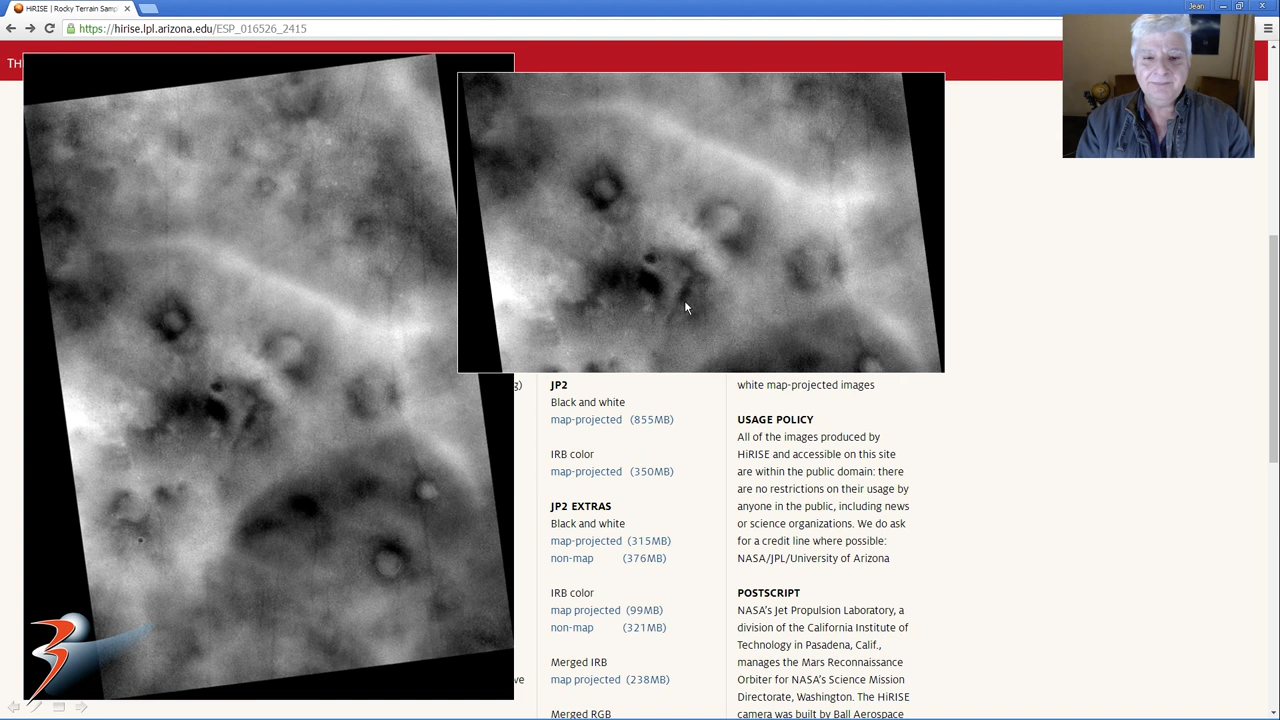 HiRISE | Rocky Terrain Samp
Jean
https://hirise.lpl.arizona.edu/ESP_016526_2415
TH
g)
JP2
Black and white
map-projected (855MB)
IRB color
map-projected (350MB)
JP2 EXTRAS
Black and white
map-projected (315MB)
non-map (376MB)
IRB color
map projected (99MB)
non-map (321MB)
Merged IRB
map projected (238MB)
Merged RGB
ve
white map-projected images
USAGE POLICY
All of the images produced by
HiRISE and accessible on this site
are within the public domain: there
are no restrictions on their usage by
anyone in the public, including news
or science organizations. We do ask
for a credit line where possible:
NASA/JPL/University of Arizona
POSTSCRIPT
NASA's Jet Propulsion Laboratory, a
division of the California Institute of
Technology in Pasadena, Calif.,
manages the Mars Reconnaissance
Orbiter for NASA's Science Mission
Directorate, Washington. The HiRISE
camera was built by Ball Aerospace